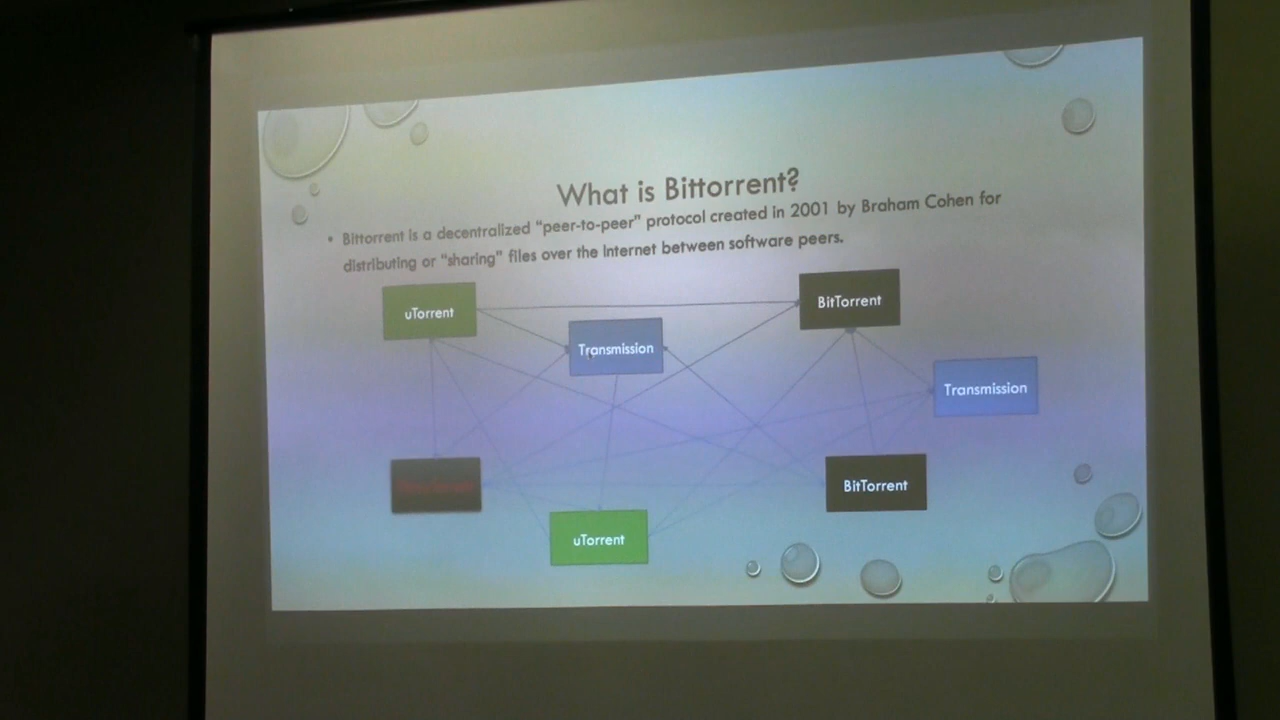 What is Bittorrent?
• Bittorrent is a decentralized "peer-to-peer" protocol created in 2001 by Braham Cohen for
distributing or "sharing" files over the Internet between software peers.
uTorrent
BitTorrent
Transmission
Transmission
BitTorrent
uTorrent